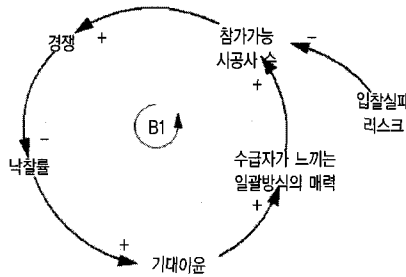 경쟁
+
참가가능
시공사 수
−
+
입찰실패
리스크
B1
−
낙찰률
수급자가 느끼는
일괄방식의 매력
+
+
기대이윤